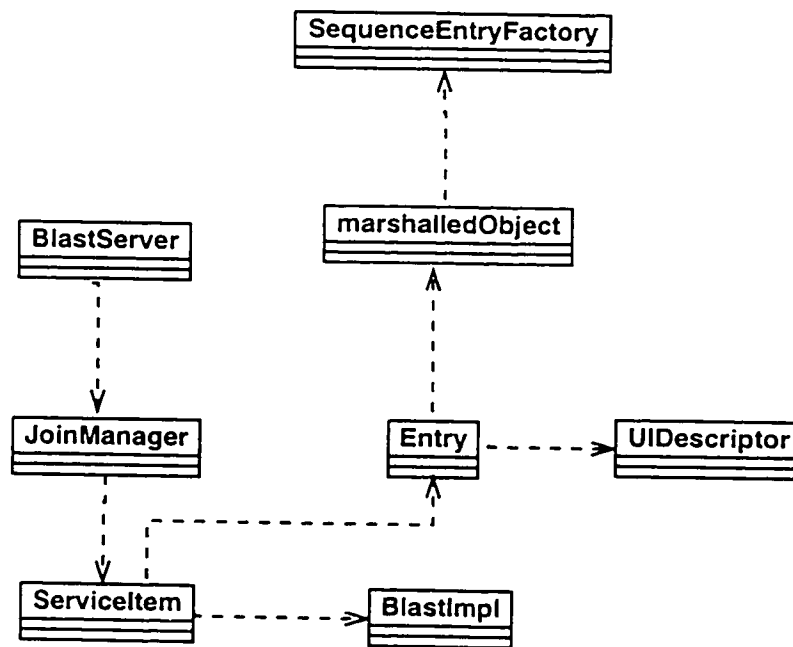 SequenceEntryFactory
marshalledObject
BlastServer
JoinManager
Entry
UIDescriptor
ServiceItem
BlastImpl